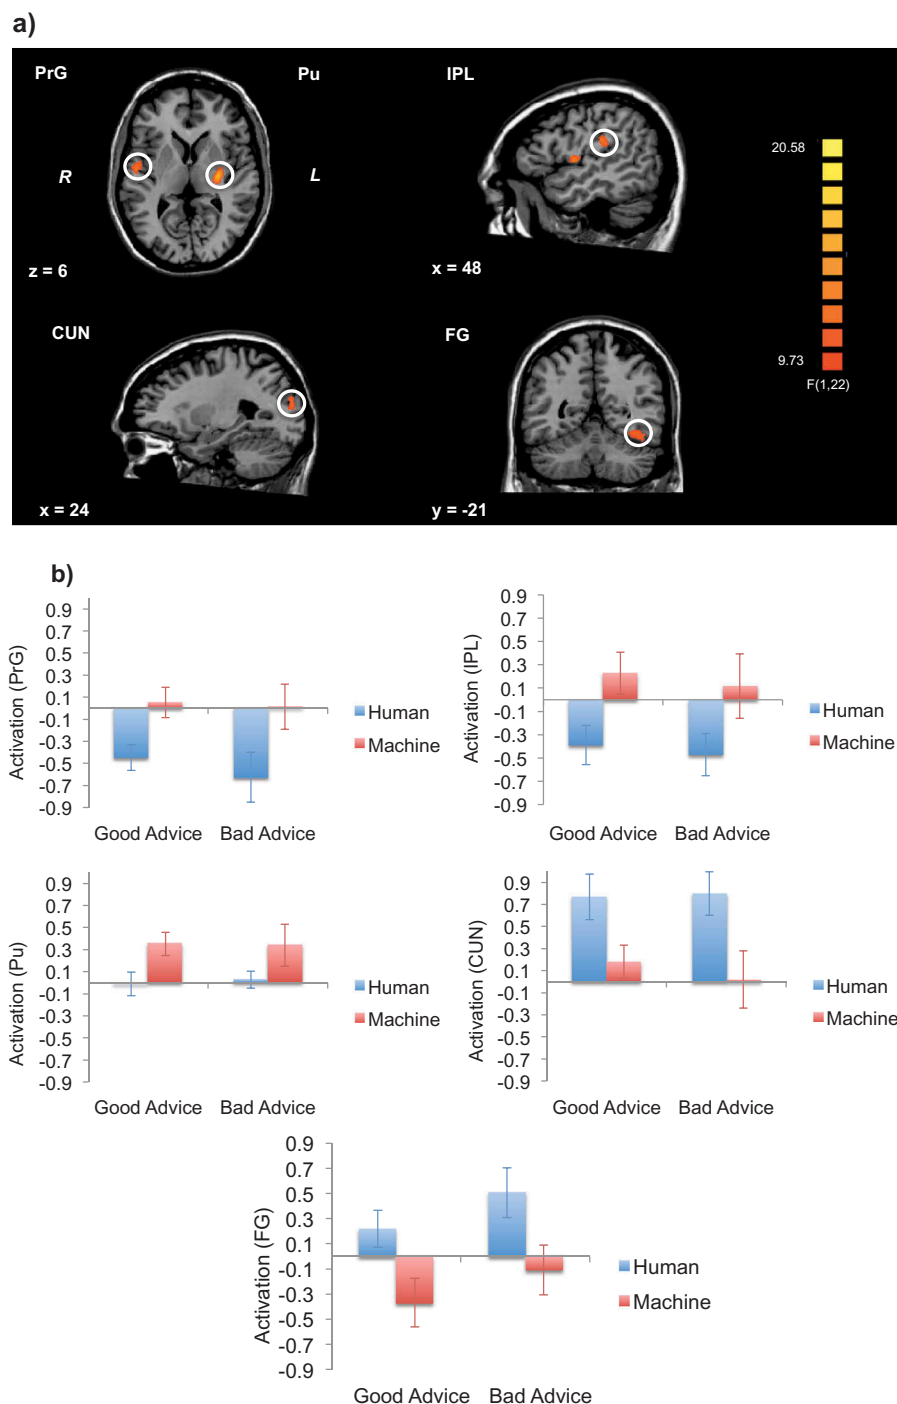 a)
PrG
Pu
IPL
R
L
z = 6
x = 48
20.58
9.73
F(1,22)
CUN
FG
x = 24
y = -21
b)
Activation (PrG)
0.9
0.7
0.5
0.3
0.1
-0.1
-0.3
-0.5
-0.7
-0.9
Good Advice Bad Advice
Human
Machine
Activation (IPL)
0.9
0.7
0.5
0.3
0.1
-0.1
-0.3
-0.5
-0.7
-0.9
Good Advice Bad Advice
Human
Machine
Activation (Pu)
0.9
0.7
0.5
0.3
0.1
-0.1
-0.3
-0.5
-0.7
-0.9
Good Advice Bad Advice
Human
Machine
Activation (CUN)
0.9
0.7
0.5
0.3
0.1
-0.1
-0.3
-0.5
-0.7
-0.9
Good Advice Bad Advice
Human
Machine
Activation (FG)
0.9
0.7
0.5
0.3
0.1
-0.1
-0.3
-0.5
-0.7
-0.9
Good Advice Bad Advice
Human
Machine